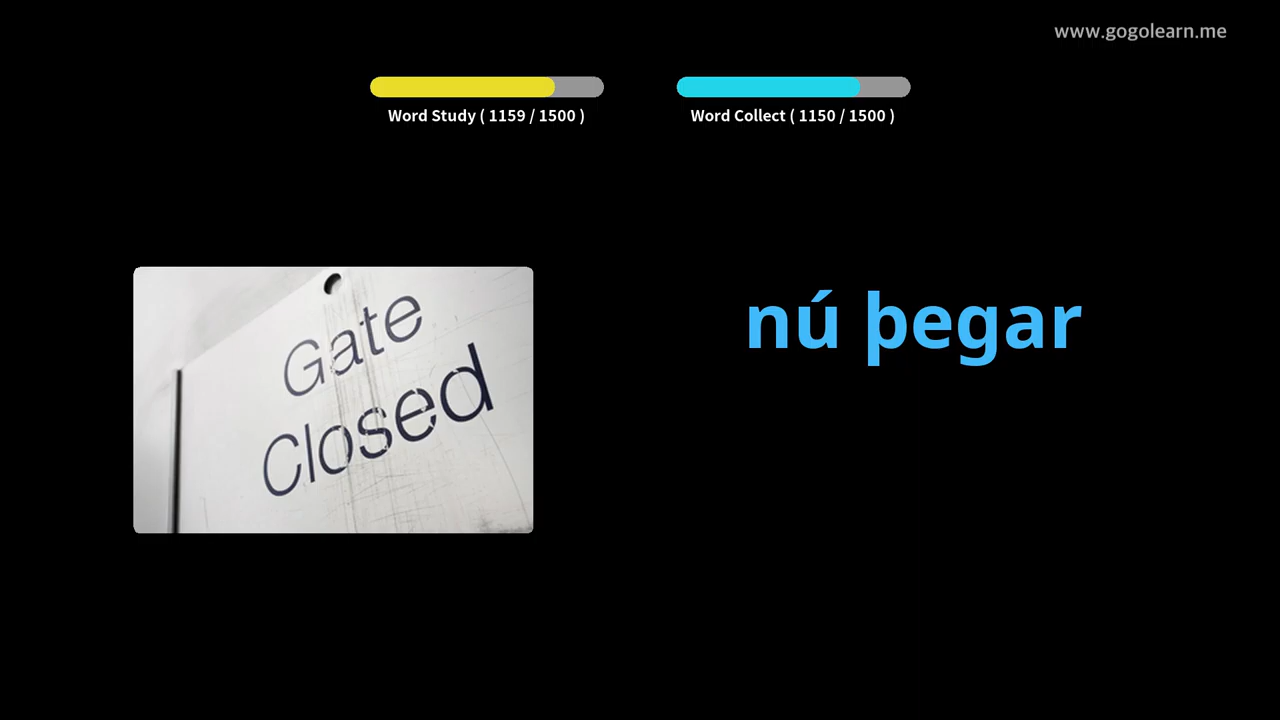 www.gogolearn.me
Word Study ( 1159 / 1500 )
Word Collect ( 1150 / 1500 )
Gate
Closed
nú þegar